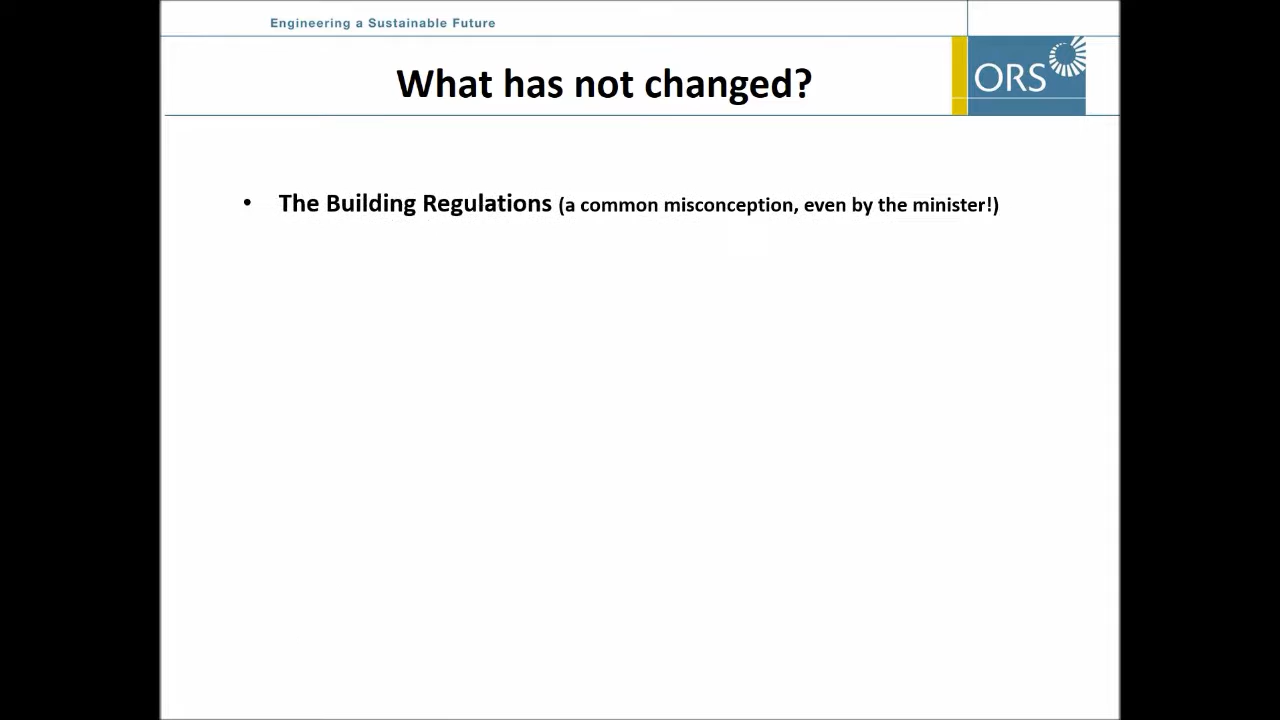 Engineering a Sustainable Future
What has not changed?
ORS
• The Building Regulations (a common misconception, even by the minister!)